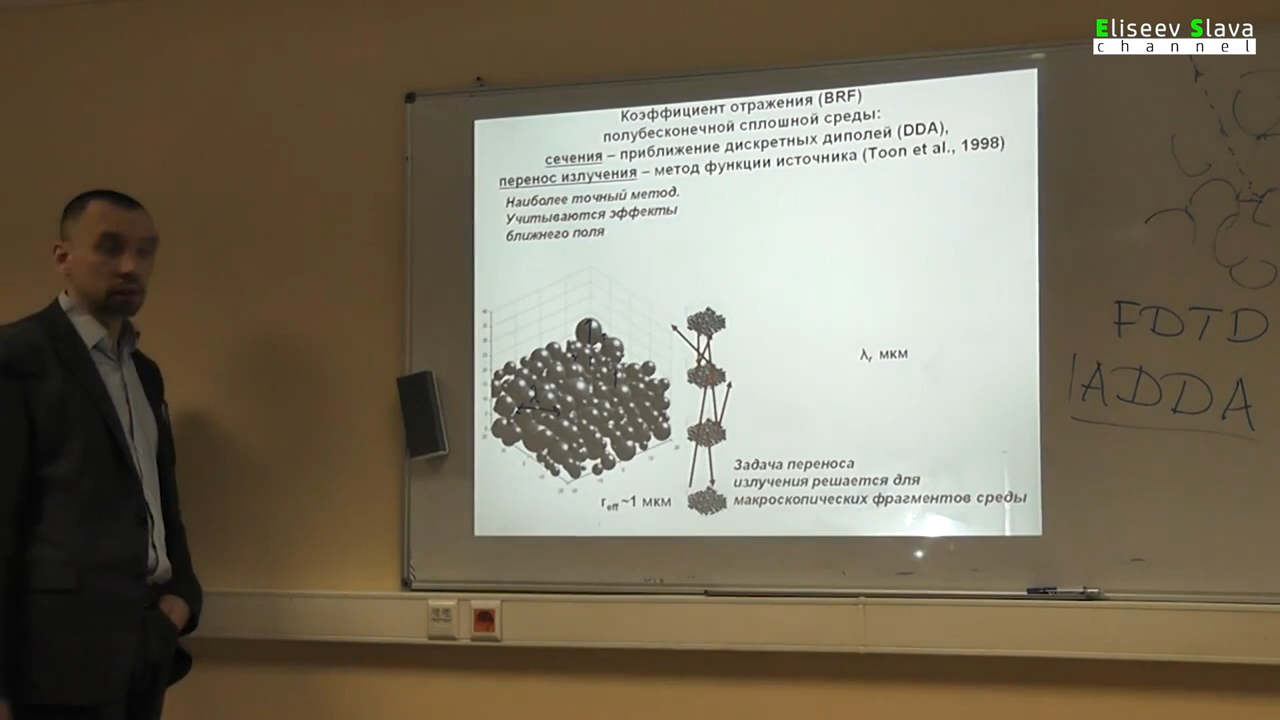 Eliseev Slava
channel
Коэффициент отражения (BRF)
полубесконечной сплошной среды:
сечения – приближение дискретных диполей (DDA),
перенос излучения – метод функции источника (Toon et al., 1998)
Наиболее точный метод.
Учитываются эффекты
ближнего поля
λ, мкм
Задача переноса
излучения решается для
макроскопических фрагментов среды
reff ~1 мкм
FDTD
ADDA